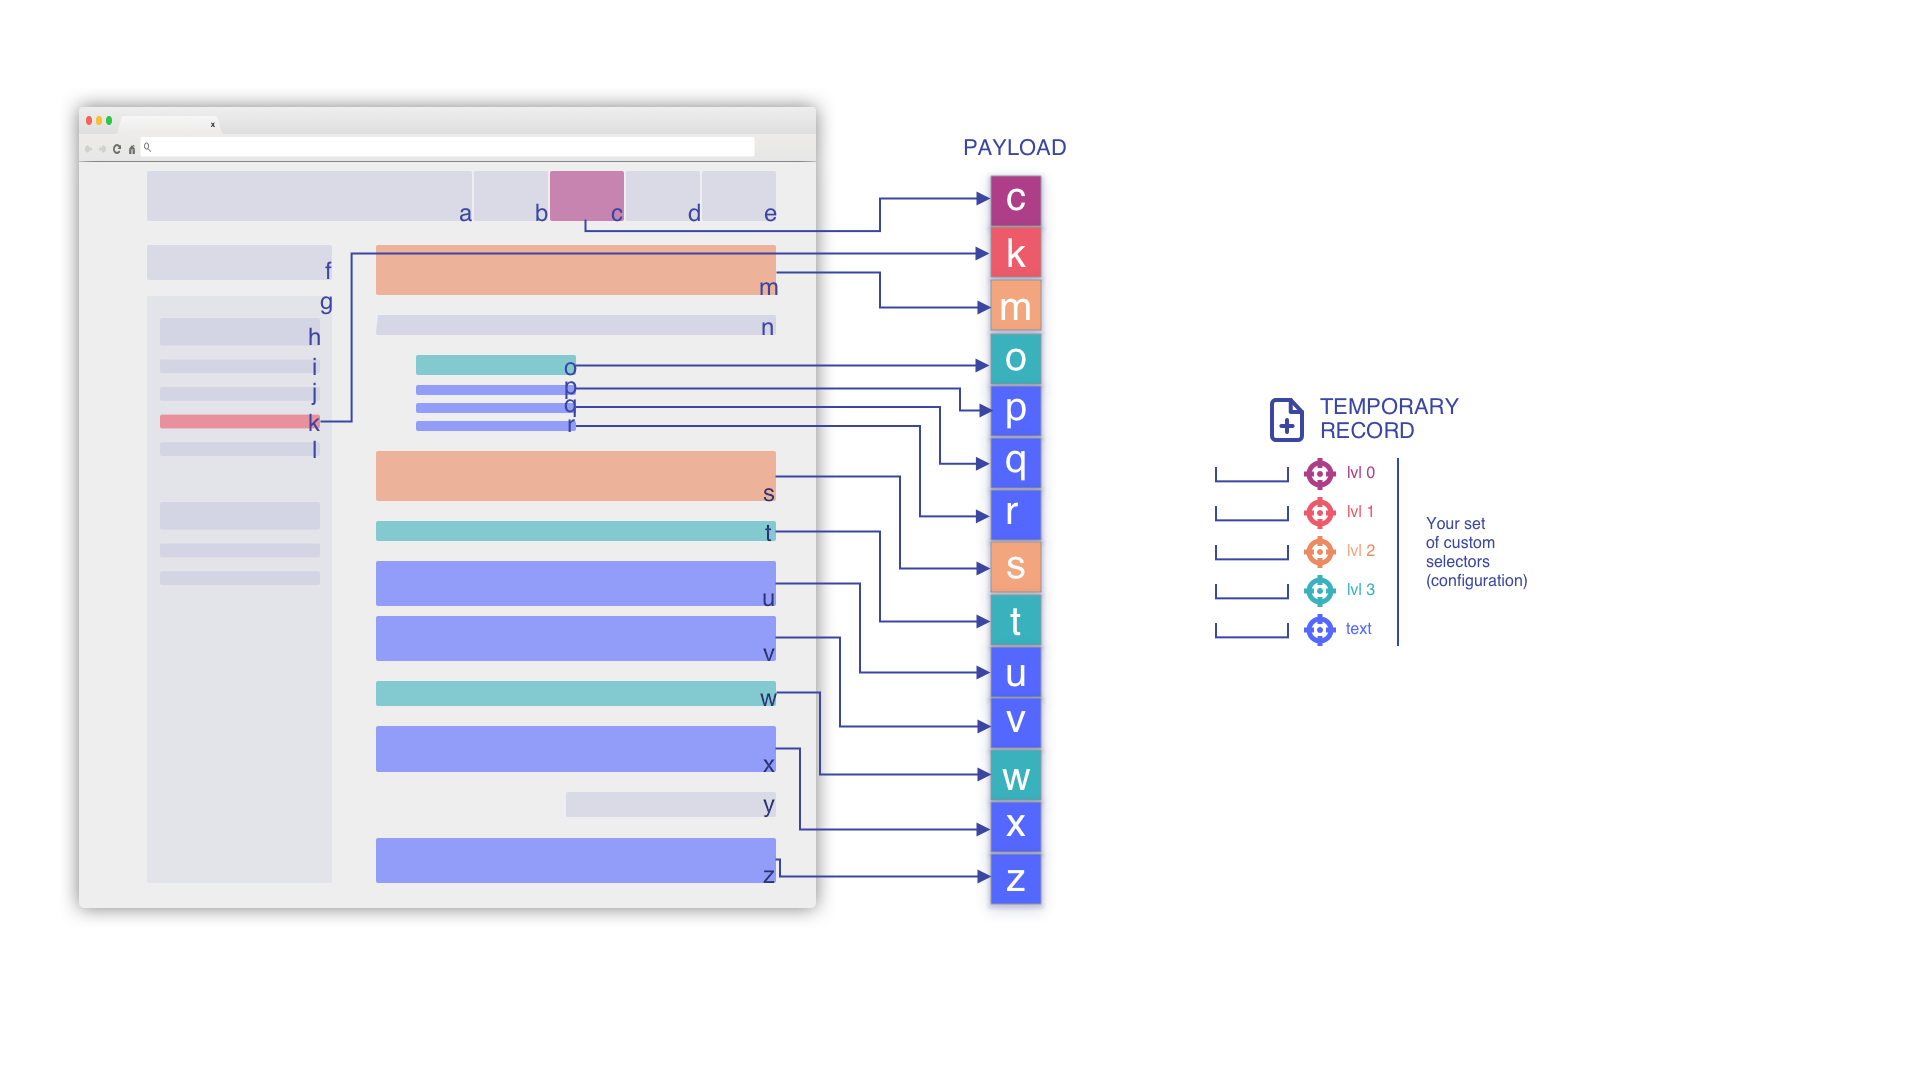 x
a
b
c
d
e
f
g
h
i
j
k
l
m
n
o
p
q
r
s
t
u
v
w
x
y
z
PAYLOAD
c
k
m
o
p
q
r
s
t
u
v
w
x
z
TEMPORARY
RECORD
lvl 0
lvl 1
lvl 2
lvl 3
text
Your set
of custom
selectors
(configuration)